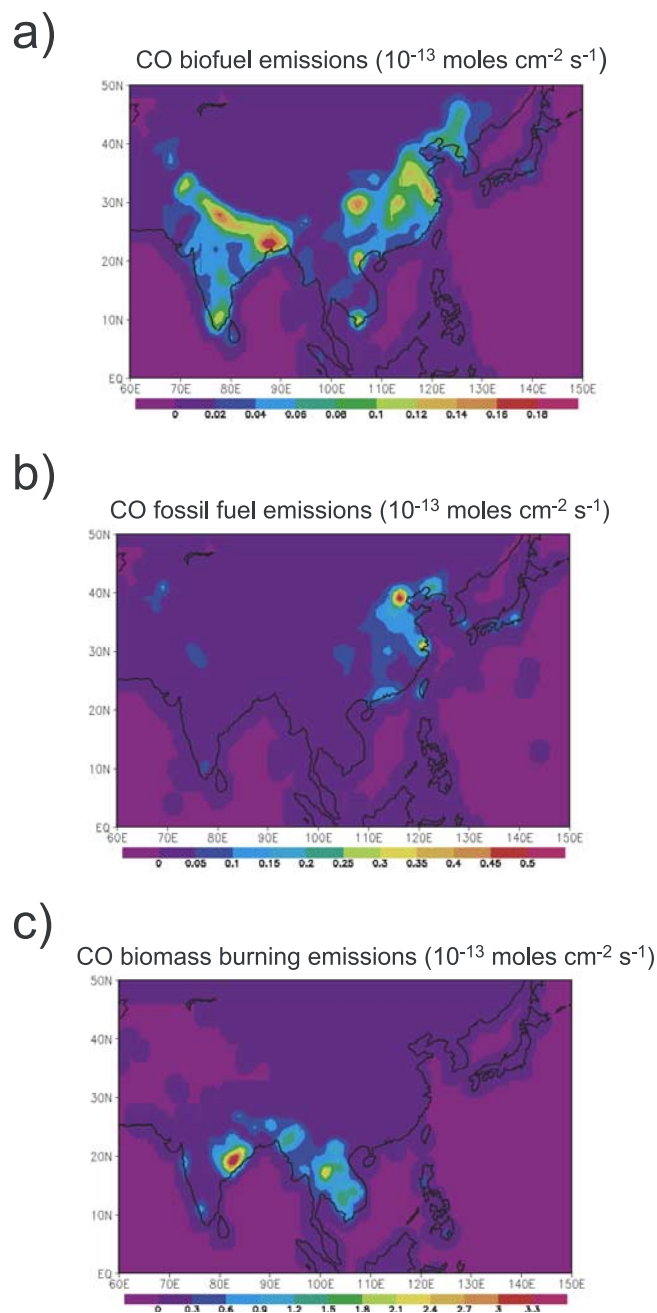 a)
CO biofuel emissions (10⁻¹³ moles cm⁻² s⁻¹)
50N
40N
30N
20N
10N
EQ
60E 70E 80E 90E 100E 110E 120E 130E 140E 150E
0 0.02 0.04 0.06 0.08 0.1 0.12 0.14 0.16 0.18
b)
CO fossil fuel emissions (10⁻¹³ moles cm⁻² s⁻¹)
50N
40N
30N
20N
10N
EQ
60E 70E 80E 90E 100E 110E 120E 130E 140E 150E
0 0.05 0.1 0.15 0.2 0.25 0.3 0.35 0.4 0.45 0.5
c)
CO biomass burning emissions (10⁻¹³ moles cm⁻² s⁻¹)
50N
40N
30N
20N
10N
EQ
60E 70E 80E 90E 100E 110E 120E 130E 140E 150E
0 0.3 0.6 0.9 1.2 1.5 1.8 2.1 2.4 2.7 3 3.3